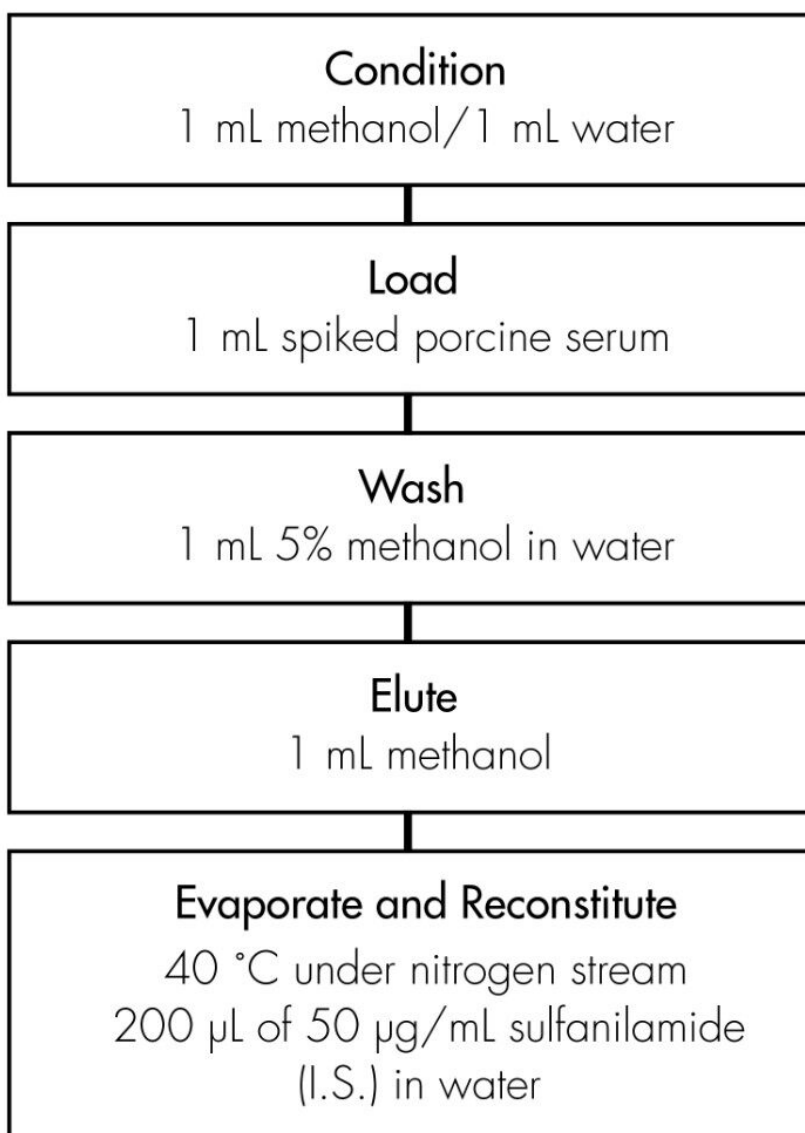 Condition
1 mL methanol/1 mL water
Load
1 mL spiked porcine serum
Wash
1 mL 5% methanol in water
Elute
1 mL methanol
Evaporate and Reconstitute
40 °C under nitrogen stream
200 µL of 50 µg/mL sulfanilamide
(I.S.) in water